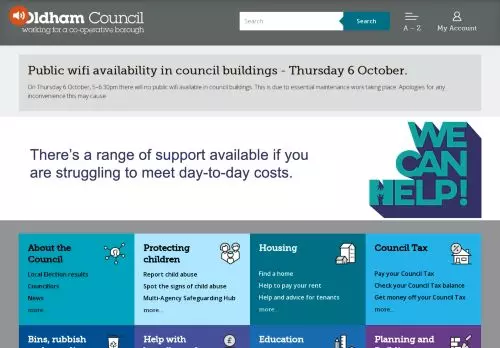 Oldham Council
working for a co-operative borough
Search
Search
A – Z
My Account
Public wifi availability in council buildings - Thursday 6 October.
On Thursday 6 October, 5-6:30pm there will no public wifi available in council buildings. This is due to essential maintenance work taking place. Apologies for any
inconvenience this may cause.
There's a range of support available if you
are struggling to meet day-to-day costs.
WE
CAN
HELP!
About the
Council
Local Election results
Councillors
News
more...
Protecting
children
Report child abuse
Spot the signs of child abuse
Multi-Agency Safeguarding Hub
more...
Housing
Find a home
Help to pay your rent
Help and advice for tenants
more...
Council Tax
Pay your Council Tax
Check your Council Tax balance
Get money off your Council Tax
more...
Bins, rubbish
Help with
£
Education
Planning and